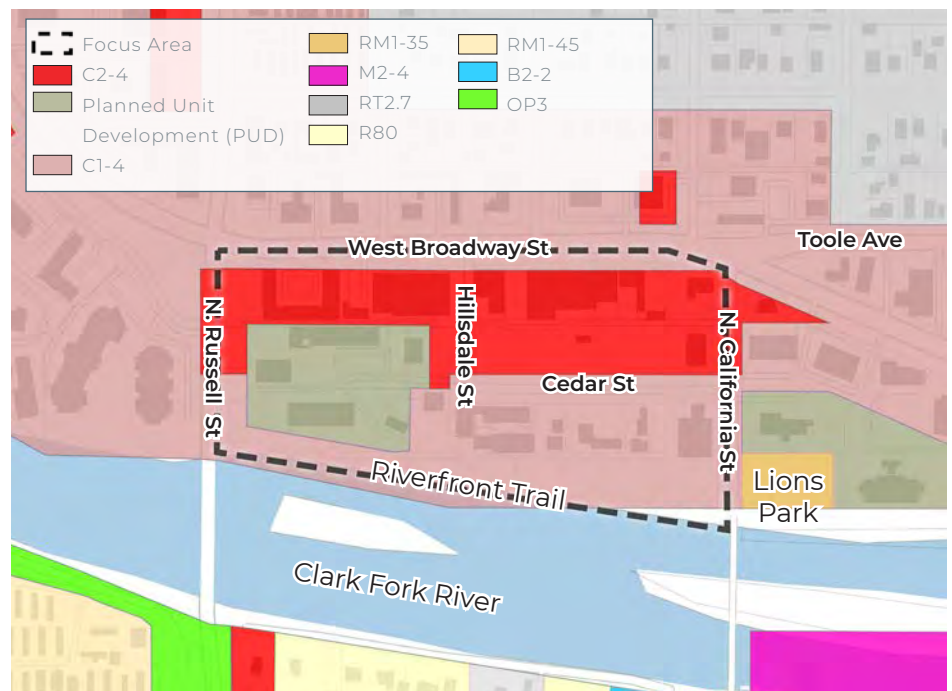 Focus Area
C2-4
Planned Unit
Development (PUD)
C1-4
RM1-35
M2-4
RT2.7
R80
RM1-45
B2-2
OP3
West Broadway St
Toole Ave
N. Russell St
Hillsdale St
N. California St
Cedar St
Riverfront Trail
Lions
Park
Clark Fork River